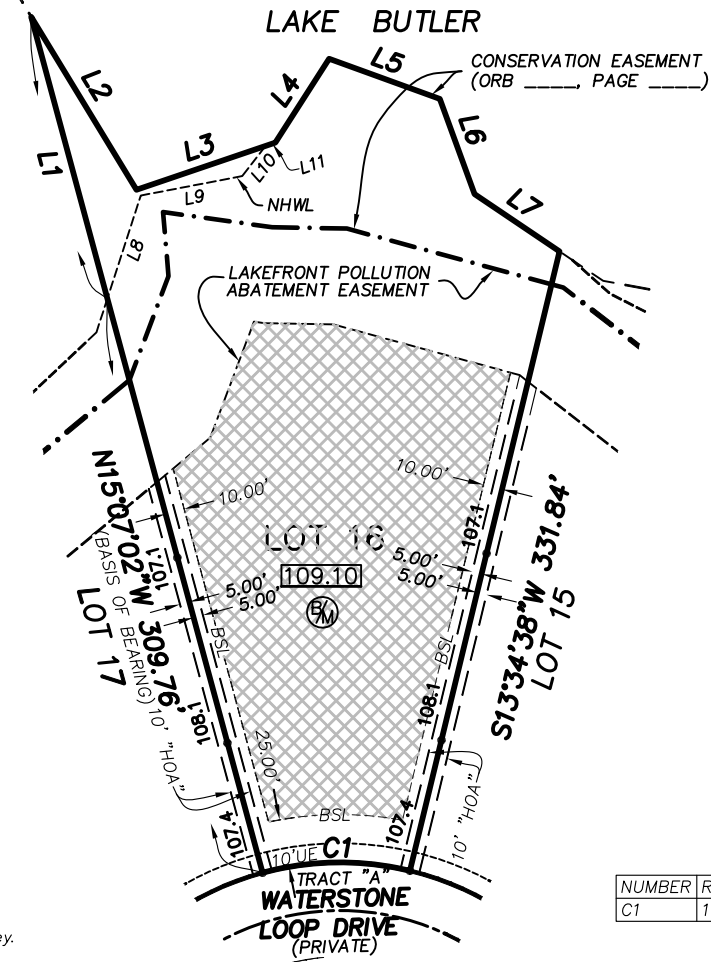 LAKE BUTLER
CONSERVATION EASEMENT
(ORB ____, PAGE ____)
L1
L2
L3
L4
L5
L6
L7
L8
L9
L10
L11
NHWL
LAKEFRONT POLLUTION
ABATEMENT EASEMENT
N15°07'02"W 309.76'
(BASIS OF BEARING)
LOT 17
10' "HOA"
107.1
108.1
107.4
10.00'
5.00'
5.00'
BSL
25.00'
LOT 16
109.10
B/M
10.00'
107.1
5.00'
5.00'
BSL
108.1
107.4
S13°34'38"W 331.84'
LOT 15
10' "HOA"
BSL
10'UE
C1
TRACT "A"
WATERSTONE
LOOP DRIVE
(PRIVATE)
NUMBER R
C1 1
ey.